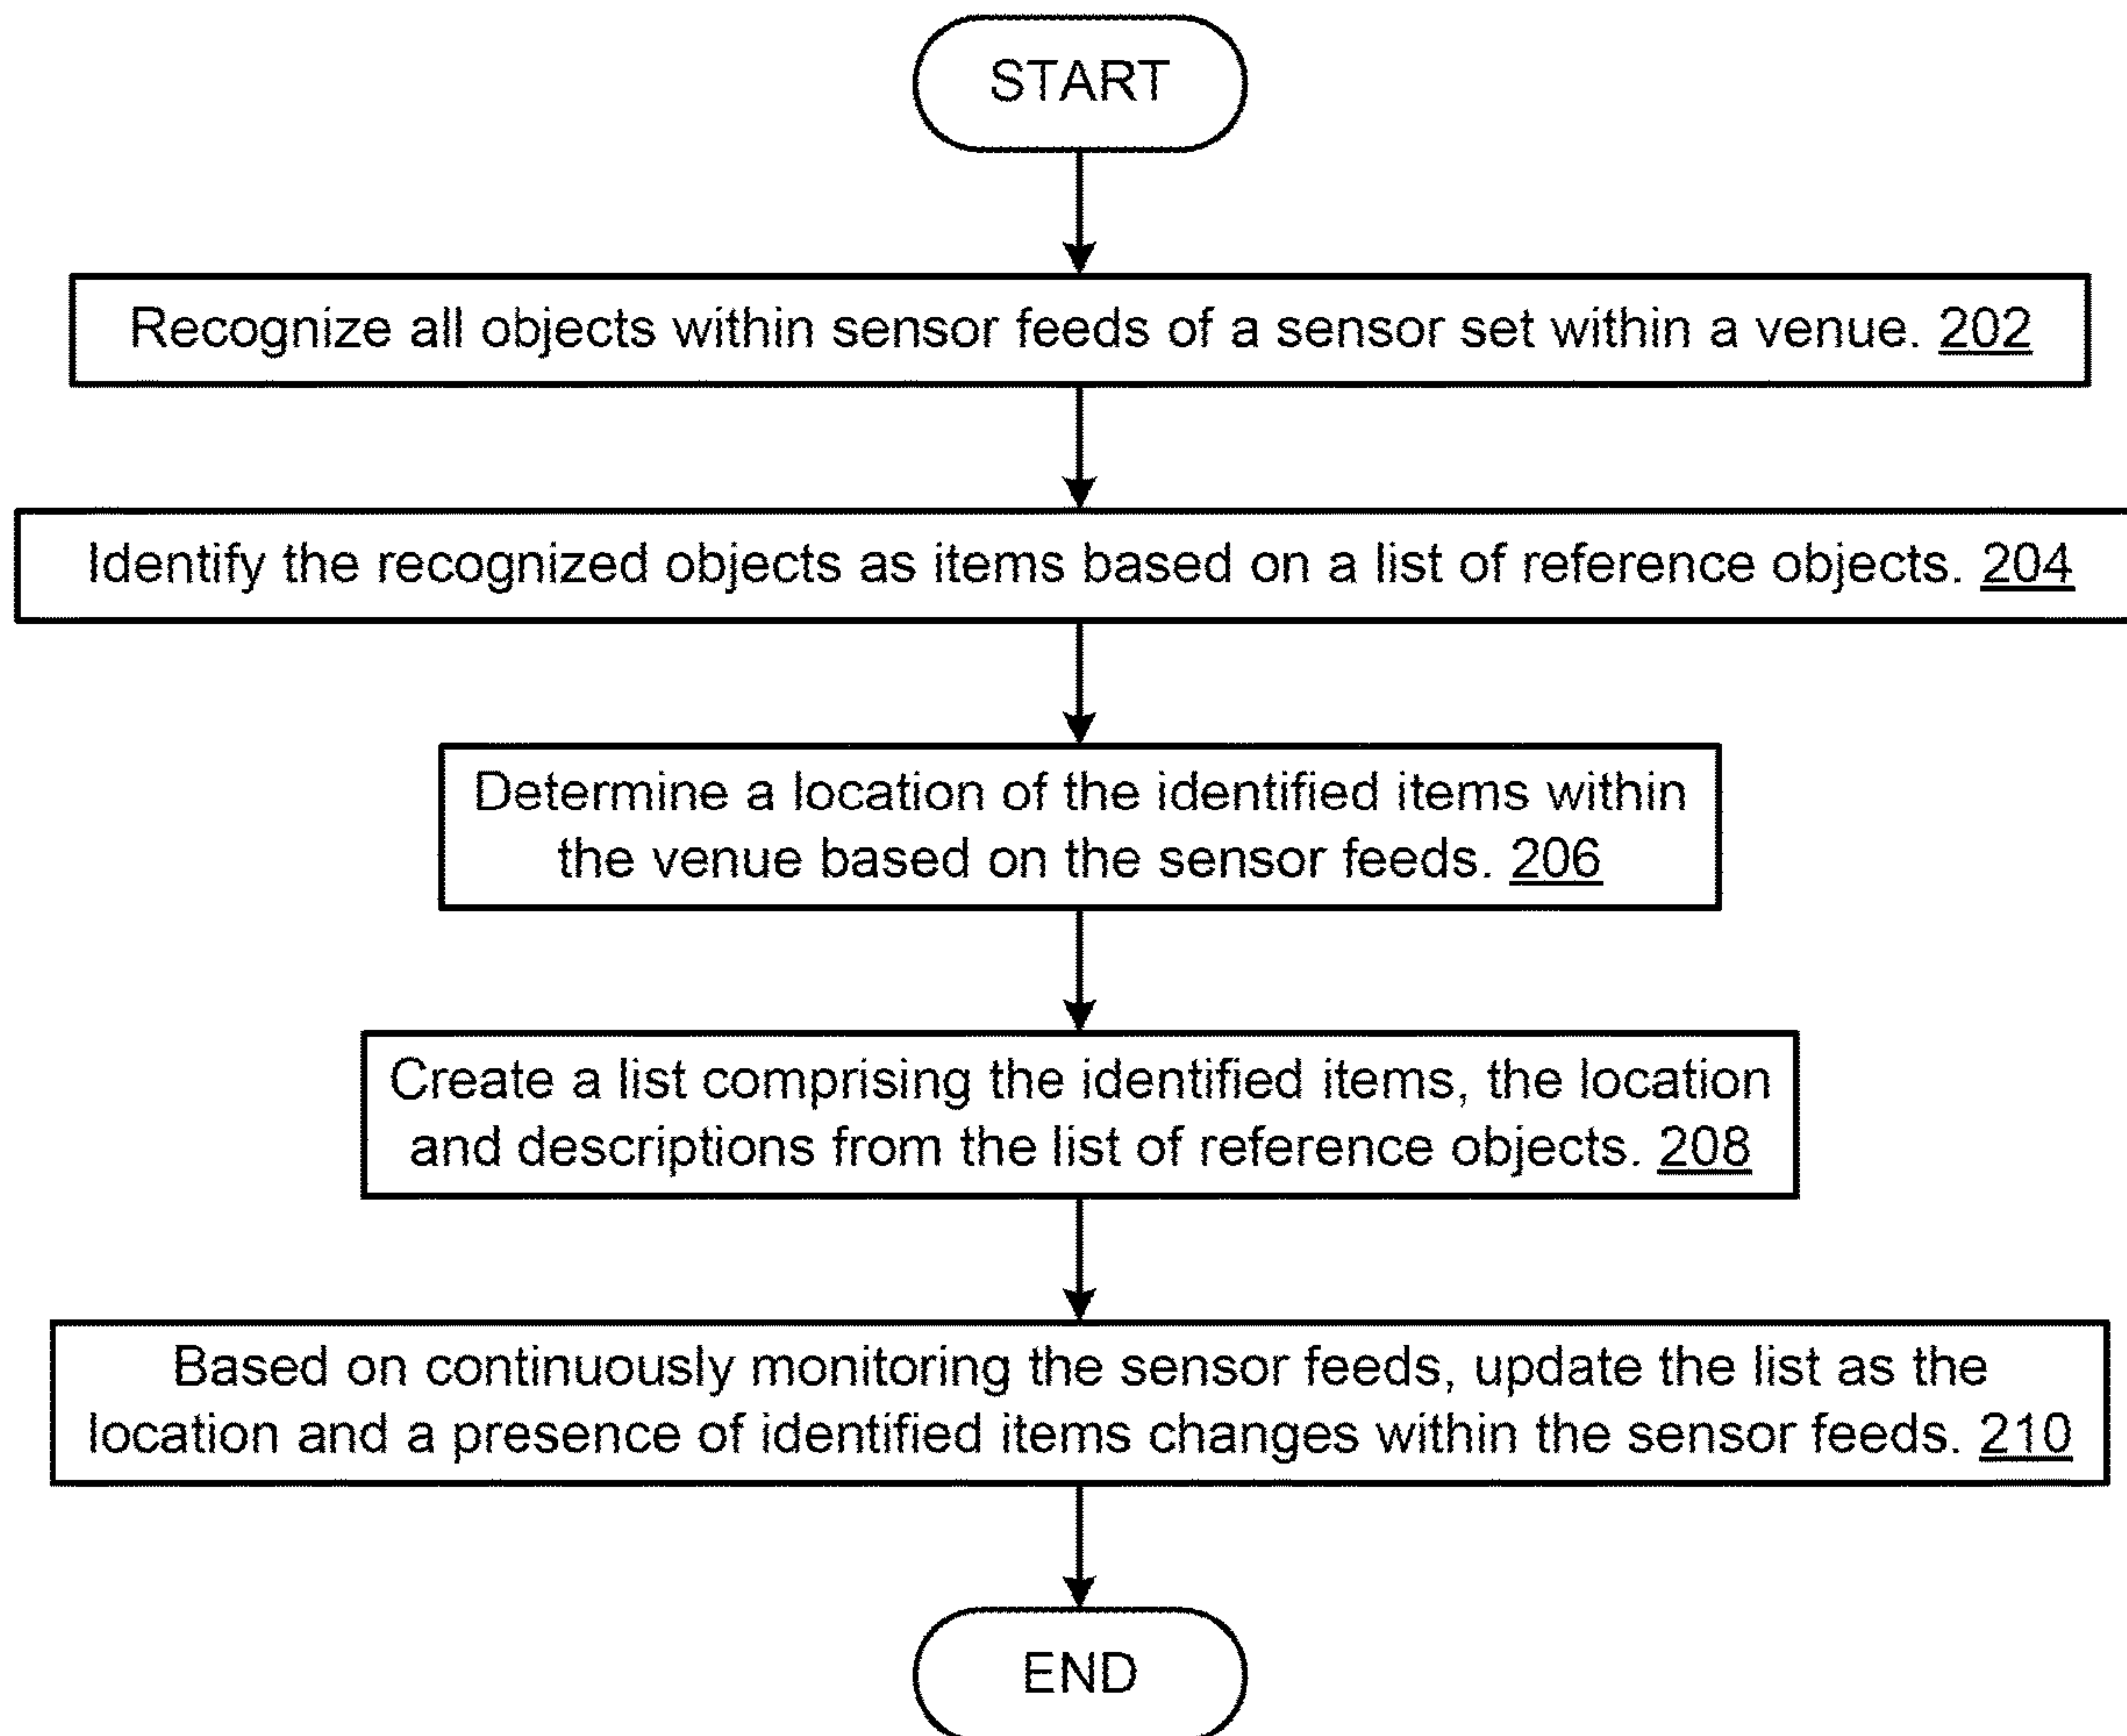 START
Recognize all objects within sensor feeds of a sensor set within a venue. 202
Identify the recognized objects as items based on a list of reference objects. 204
Determine a location of the identified items within
the venue based on the sensor feeds. 206
Create a list comprising the identified items, the location
and descriptions from the list of reference objects. 208
Based on continuously monitoring the sensor feeds, update the list as the
location and a presence of identified items changes within the sensor feeds. 210
END